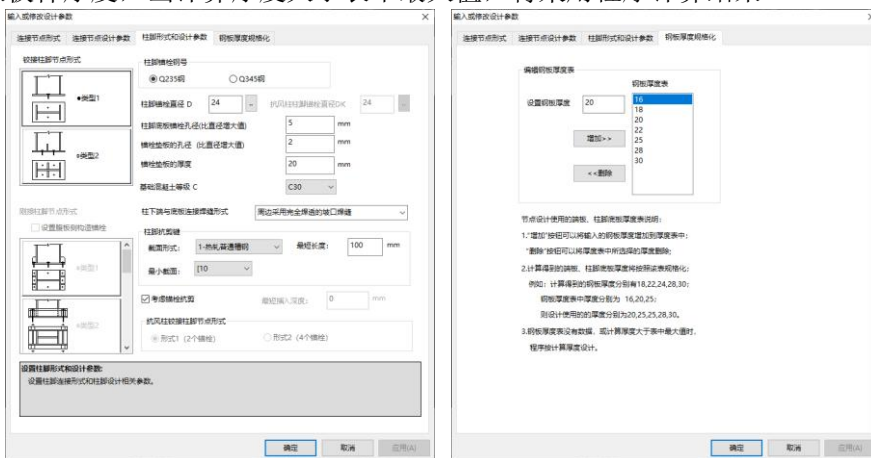 输入或修改设计参数
连接节点形式 连接节点设计参数 柱脚形式和设计参数 钢板厚度规格化
铰接柱脚节点形式
●类型1
○类型2
刚接柱脚节点形式
设置腹板侧构造锚栓
○类型1
○类型2
柱脚锚栓钢号
Q235钢 Q345钢
柱脚锚栓直径 D 24 抗风柱柱脚锚栓直径DK 24
柱脚底板锚栓孔径(比直径增大值) 5 mm
锚栓垫板的孔径 (比直径增大值) 2 mm
锚栓垫板的厚度 20 mm
基础混凝土等级 C C30
柱下端与底板连接焊缝形式 周边采用完全焊透的坡口焊缝
柱脚抗剪键
截面形式: 1-热轧普通槽钢 最短长度: 100 mm
最小截面: [10
考虑锚栓抗剪 最短插入深度: 0 mm
抗风柱铰接柱脚节点形式
形式1 (2个锚栓) 形式2 (4个锚栓)
设置柱脚形式和设计参数:
设置柱脚连接形式和柱脚设计相关参数。
确定 取消 应用(A)
输入或修改设计参数
连接节点形式 连接节点设计参数 柱脚形式和设计参数 钢板厚度规格化
编辑钢板厚度表
钢板厚度表
设置钢板厚度 20
增加>>
<<删除
16
18
20
22
25
28
30
节点设计使用的端板、柱脚底板厚度表说明:
1."增加"按钮可以将输入的钢板厚度增加到厚度表中;
"删除"按钮可以将厚度表中所选择的厚度删除;
2.计算得到的端板、柱脚底板厚度将按照该表规格化;
例如: 计算得到的钢板厚度分别有18,22,24,28,30;
钢板厚度表中厚度分别为 16,20,25;
则设计使用的的厚度分别为20,25,25,28,30。
3.钢板厚度表没有数据, 或计算厚度大于表中最大值时,
程序按计算厚度设计。
确定 取消 应用(A)